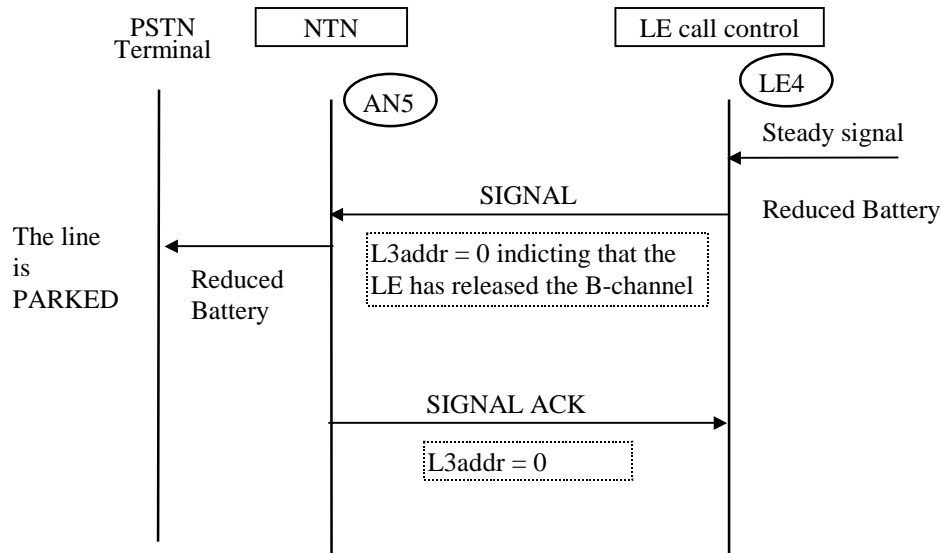 PSTN
Terminal
NTN
LE call control
AN5
LE4
Steady signal
SIGNAL
Reduced Battery
The line
is
PARKED
Reduced
Battery
L3addr = 0 indicting that the
LE has released the B-channel
SIGNAL ACK
L3addr = 0